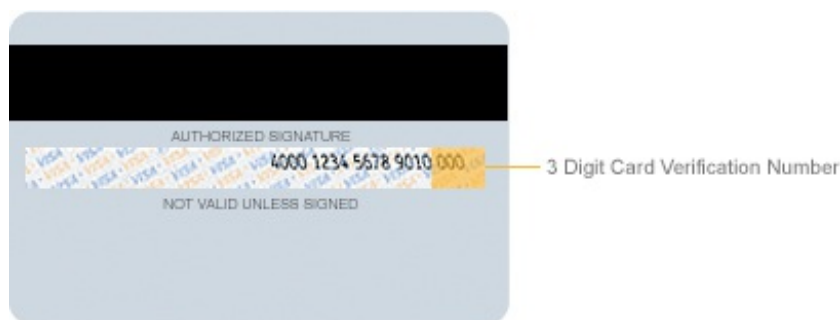 AUTHORIZED SIGNATURE
4000 1234 5678 9010 000
3 Digit Card Verification Number
NOT VALID UNLESS SIGNED